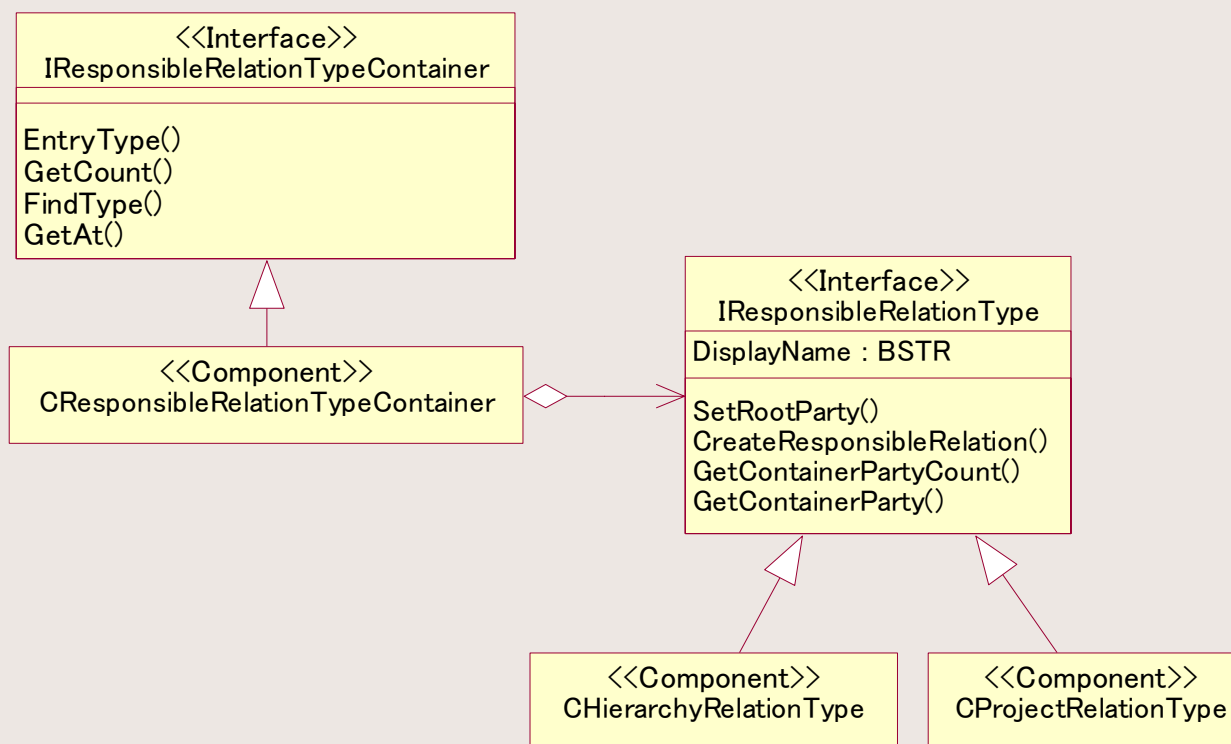 <<Interface>>
IResponsibleRelationTypeContainer
EntryType()
GetCount()
FindType()
GetAt()
<<Component>>
CResponsibleRelationTypeContainer
<<Interface>>
IResponsibleRelationType
DisplayName : BSTR
SetRootParty()
CreateResponsibleRelation()
GetContainerPartyCount()
GetContainerParty()
<<Component>>
CHierarchyRelationType
<<Component>>
CProjectRelationType